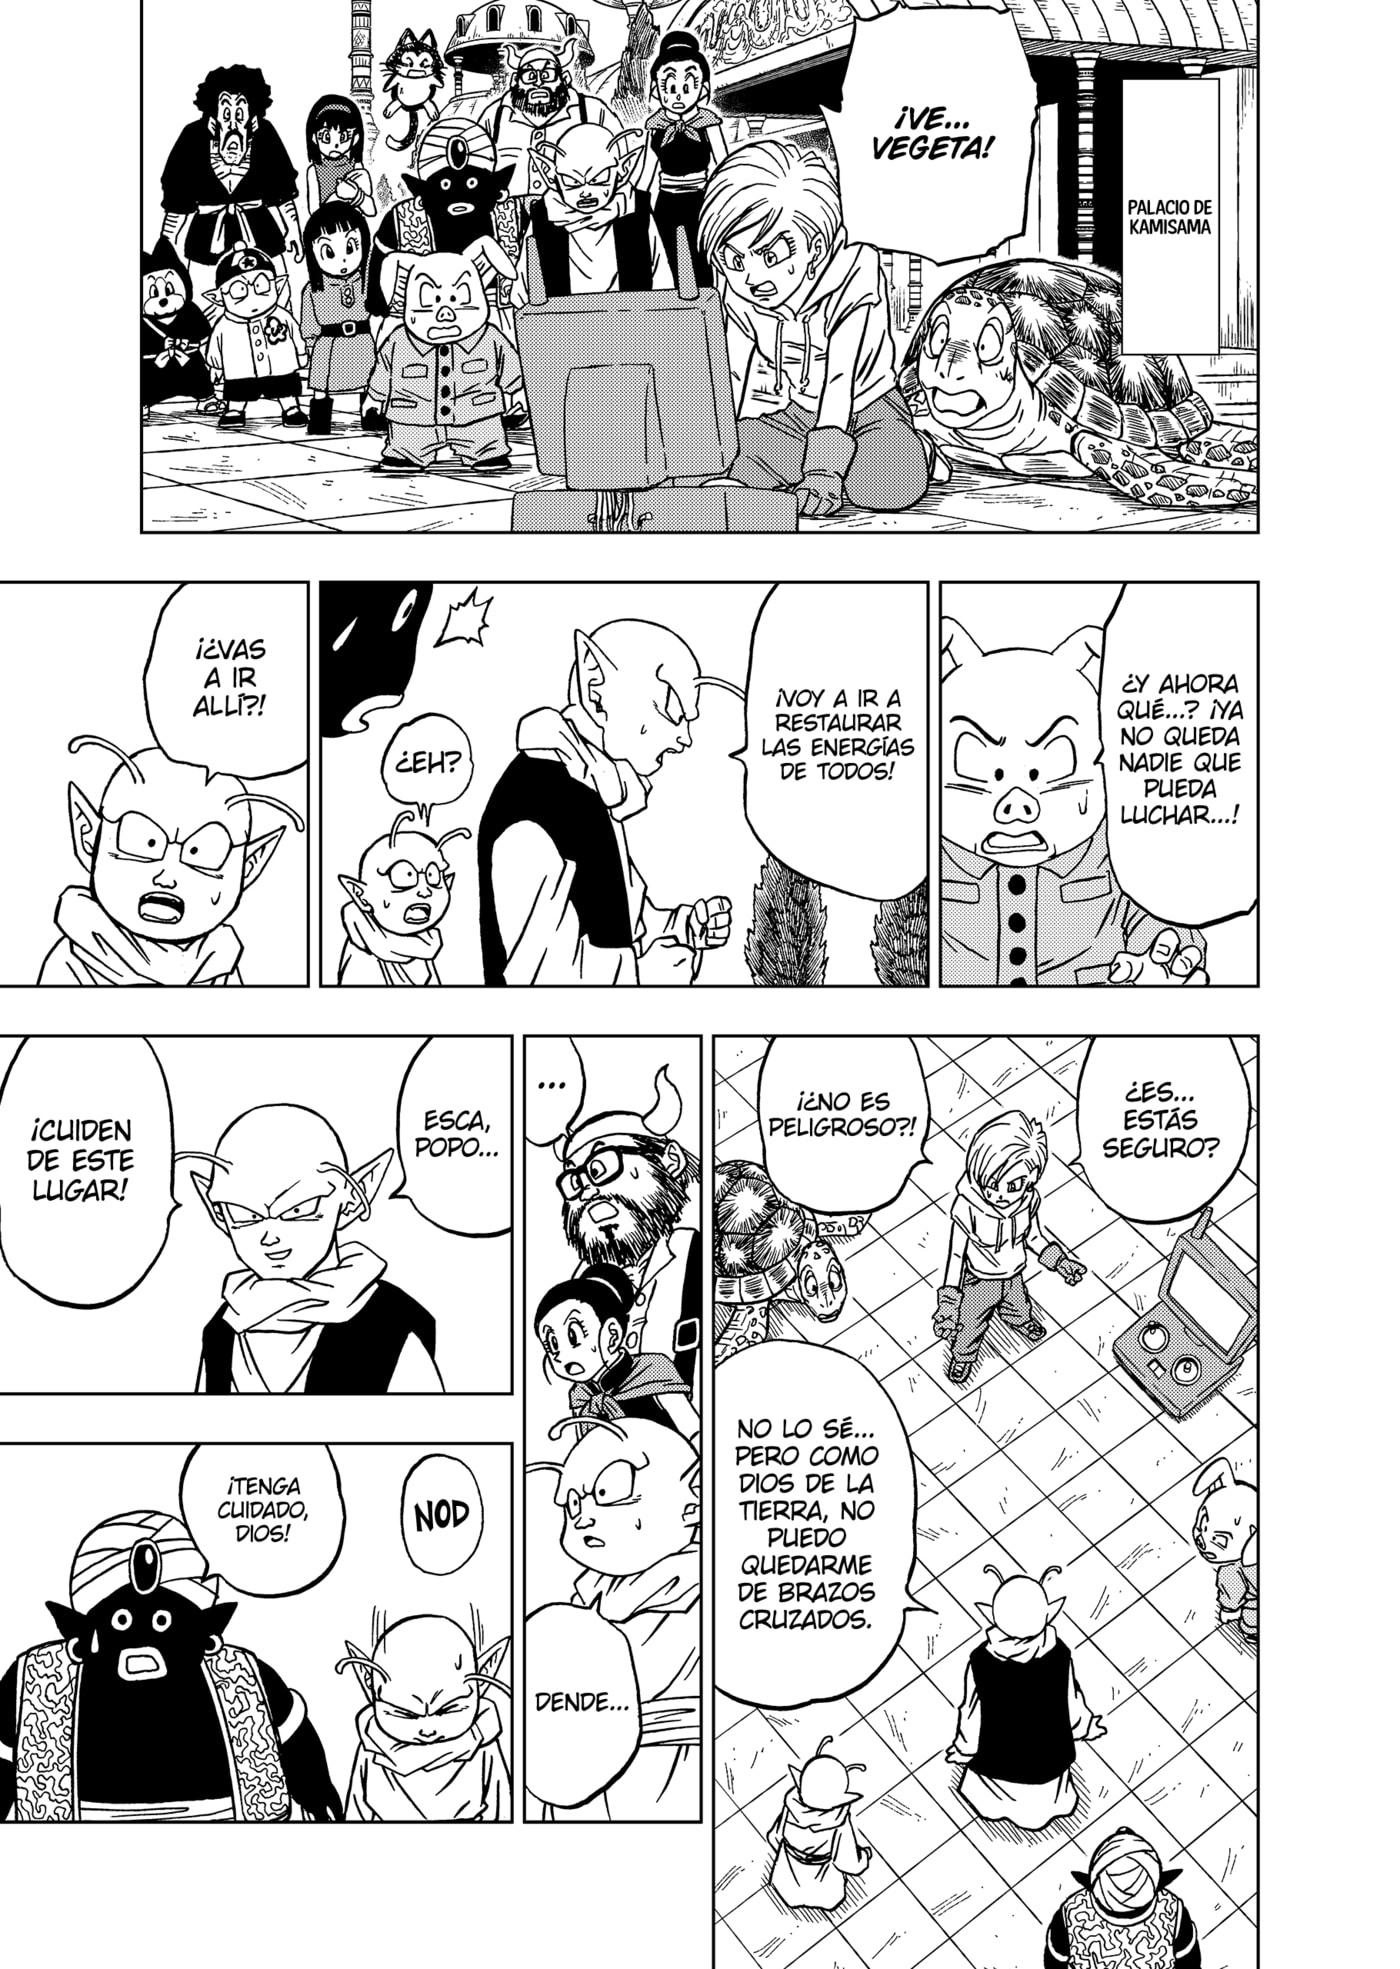 PALACIO DE
KAMISAMA
¡VE...
VEGETA!
¿Y AHORA
QUÉ...? ¡YA
NO QUEDA
NADIE QUE
PUEDA
LUCHAR...!
¡VOY A IR A
RESTAURAR
LAS ENERGÍAS
DE TODOS!
¿EH?
¡¿VAS
A IR
ALLÍ?!
¿ES...
ESTÁS
SEGURO?
¡¿NO ES
PELIGROSO?!
NO LO SÉ...
PERO COMO
DIOS DE LA
TIERRA, NO
PUEDO
QUEDARME
DE BRAZOS
CRUZADOS.
...
DENDE...
ESCA,
POPO...
¡CUIDEN
DE ESTE
LUGAR!
NOD
¡TENGA
CUIDADO,
DIOS!